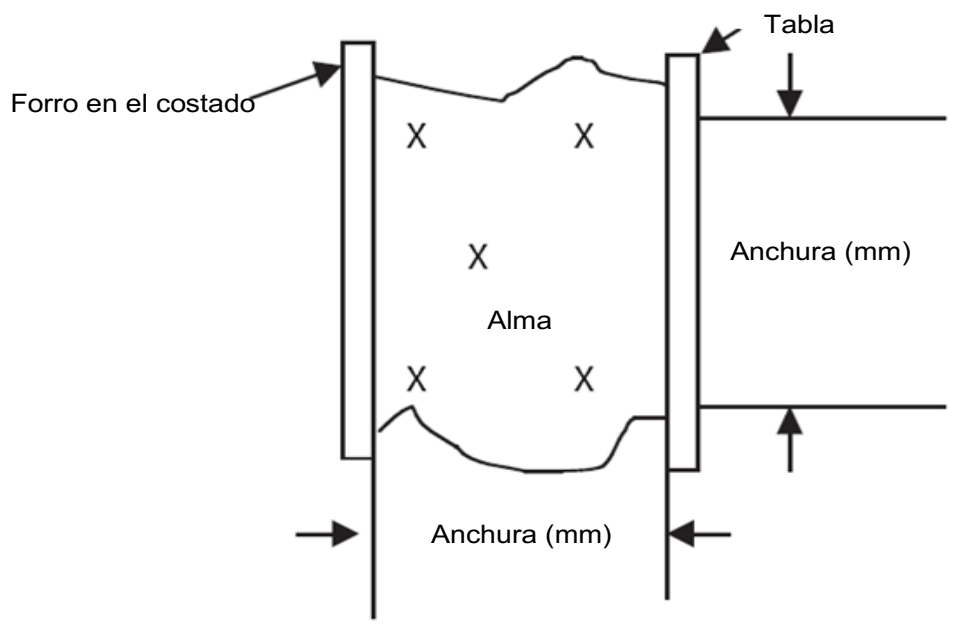 Tabla
Forro en el costado
X X
X
Anchura (mm)
Alma
X X
Anchura (mm)